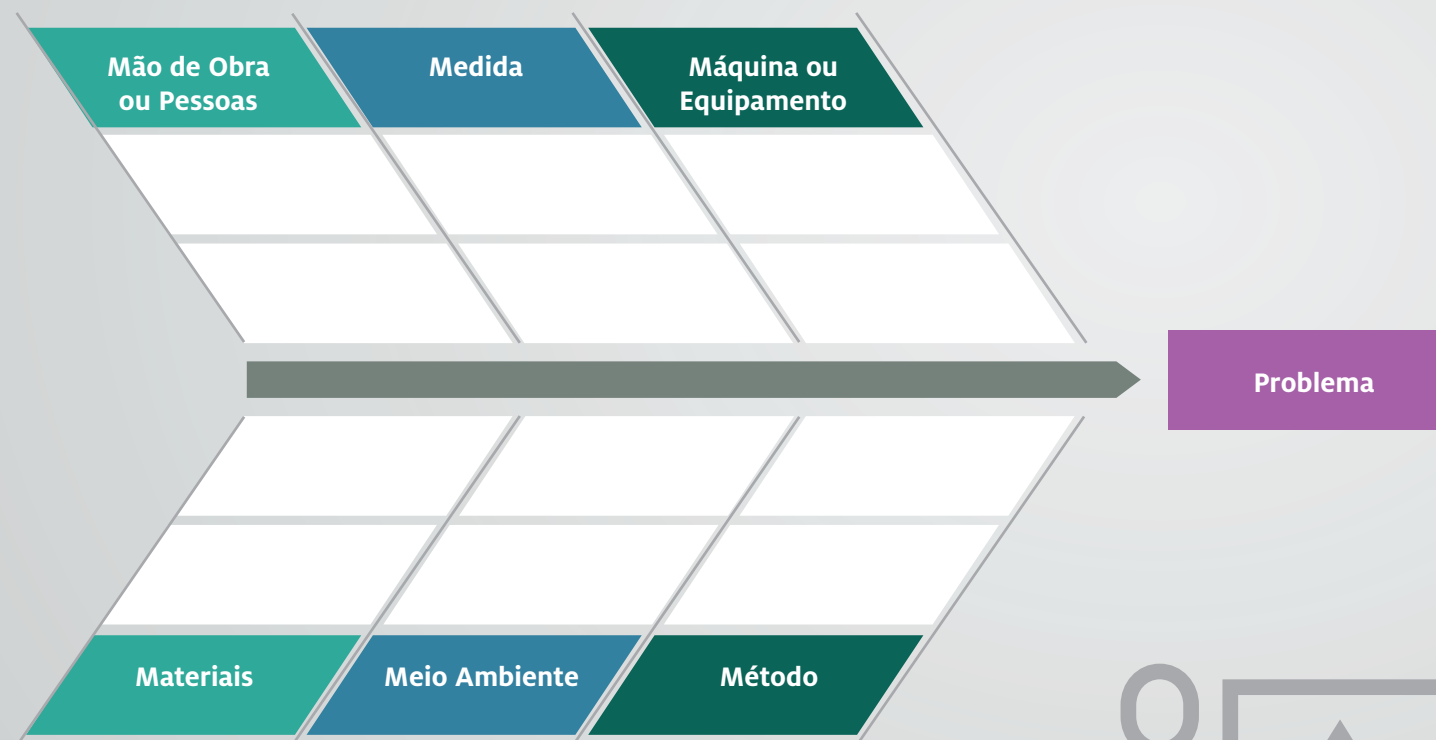 Mão de Obra
ou Pessoas
Medida
Máquina ou
Equipamento
Problema
Materiais
Meio Ambiente
Método